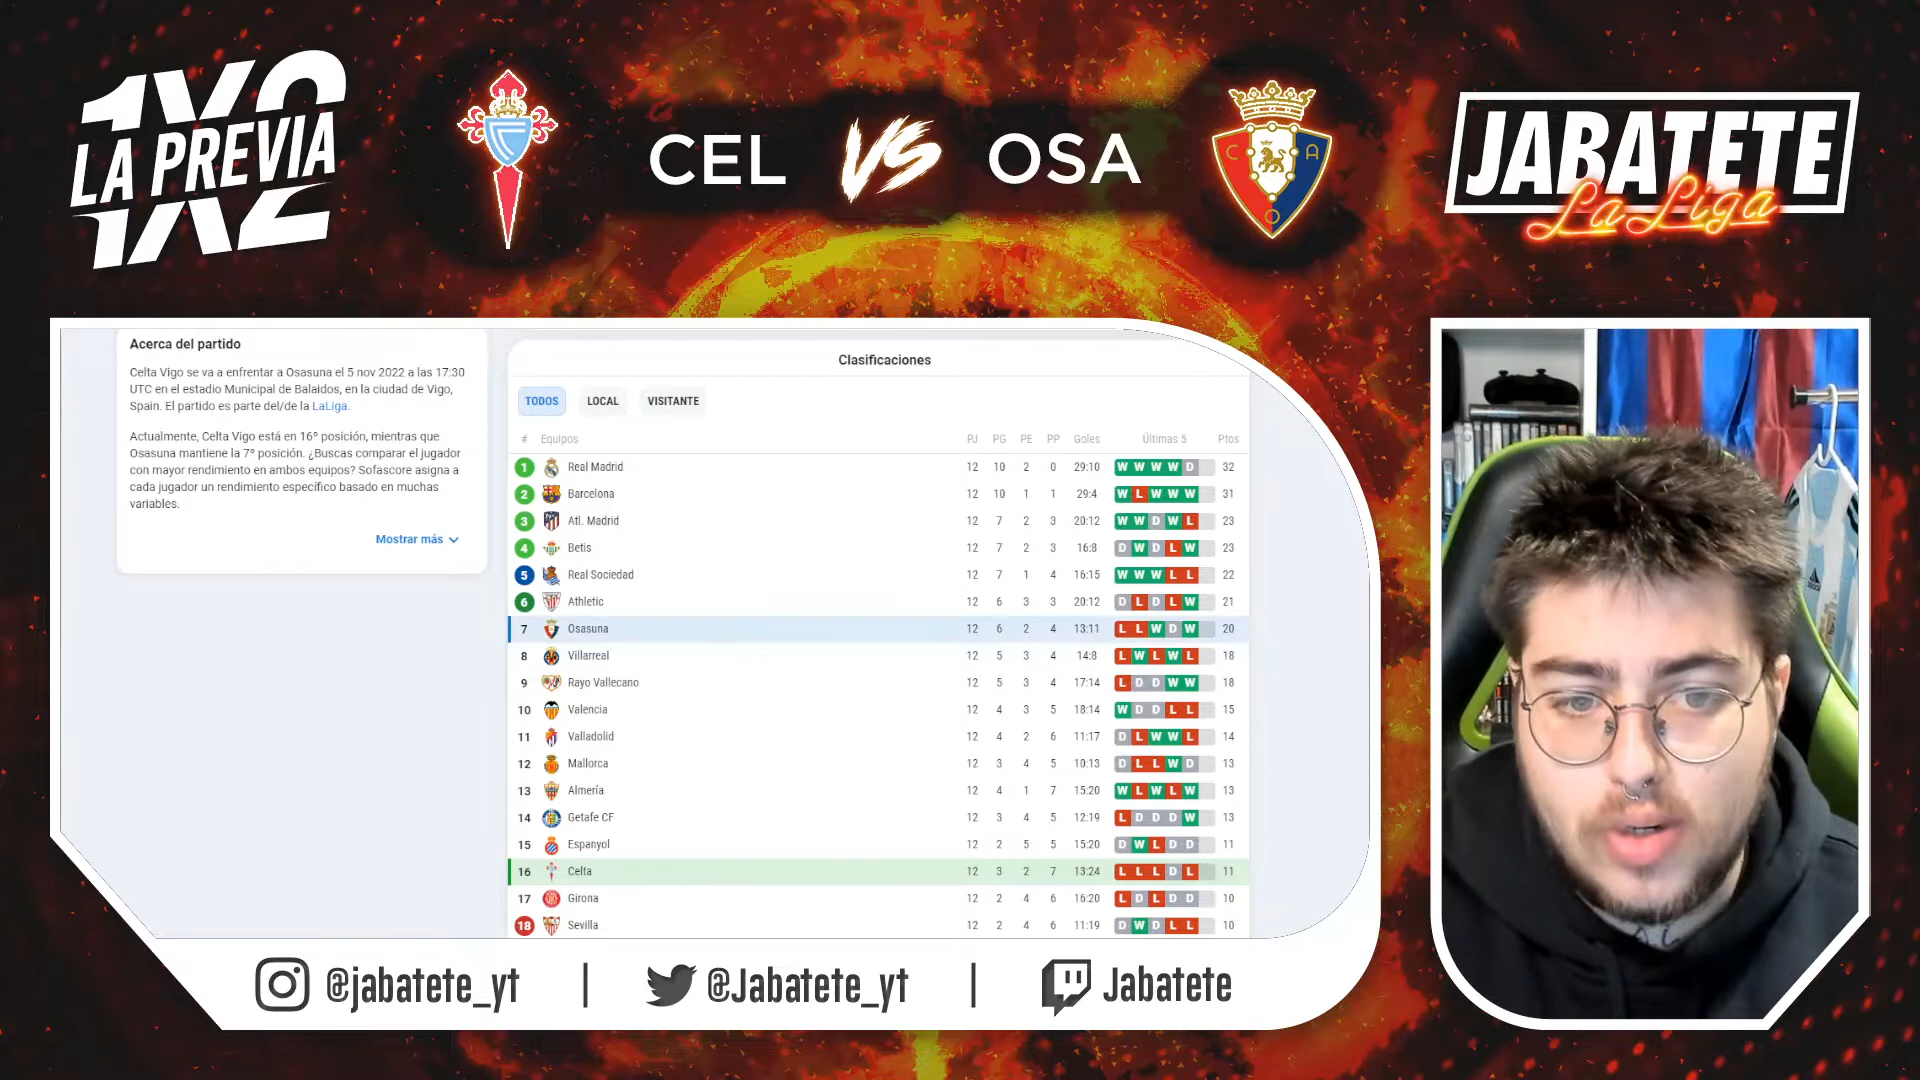 1X2
LA PREVIA
CEL VS OSA
C A
O
JABATETE
LaLiga
Acerca del partido
Celta Vigo se va a enfrentar a Osasuna el 5 nov 2022 a las 17:30
UTC en el estadio Municipal de Balaidos, en la ciudad de Vigo,
Spain. El partido es parte del/de la LaLiga.
Actualmente, Celta Vigo está en 16º posición, mientras que
Osasuna mantiene la 7º posición. ¿Buscas comparar el jugador
con mayor rendimiento en ambos equipos? Sofascore asigna a
cada jugador un rendimiento específico basado en muchas
variables.
Mostrar más
Clasificaciones
TODOS LOCAL VISITANTE
# Equipos PJ PG PE PP Goles Últimas 5 Ptos
1 Real Madrid 12 10 2 0 29:10 W W W W D 32
2 Barcelona 12 10 1 1 29:4 W L W W W 31
3 Atl. Madrid 12 7 2 3 20:12 W W D W L 23
4 Betis 12 7 2 3 16:8 D W D L W 23
5 Real Sociedad 12 7 1 4 16:15 W W W L L 22
6 Athletic 12 6 3 3 20:12 D L D L W 21
7 Osasuna 12 6 2 4 13:11 L L W D W 20
8 Villarreal 12 5 3 4 14:8 L W L W L 18
9 Rayo Vallecano 12 5 3 4 17:14 L D D W W 18
10 Valencia 12 4 3 5 18:14 W D D L L 15
11 Valladolid 12 4 2 6 11:17 D L W W L 14
12 Mallorca 12 3 4 5 10:13 D L L W D 13
13 Almería 12 4 1 7 15:20 W L W L W 13
14 Getafe CF 12 3 4 5 12:19 L D D D W 13
15 Espanyol 12 2 5 5 15:20 D W L D D 11
16 Celta 12 3 2 7 13:24 L L L D L 11
17 Girona 12 2 4 6 16:20 L D L D D 10
18 Sevilla 12 2 4 6 11:19 D W D L L 10
@jabatete_yt | @Jabatete_yt | Jabatete